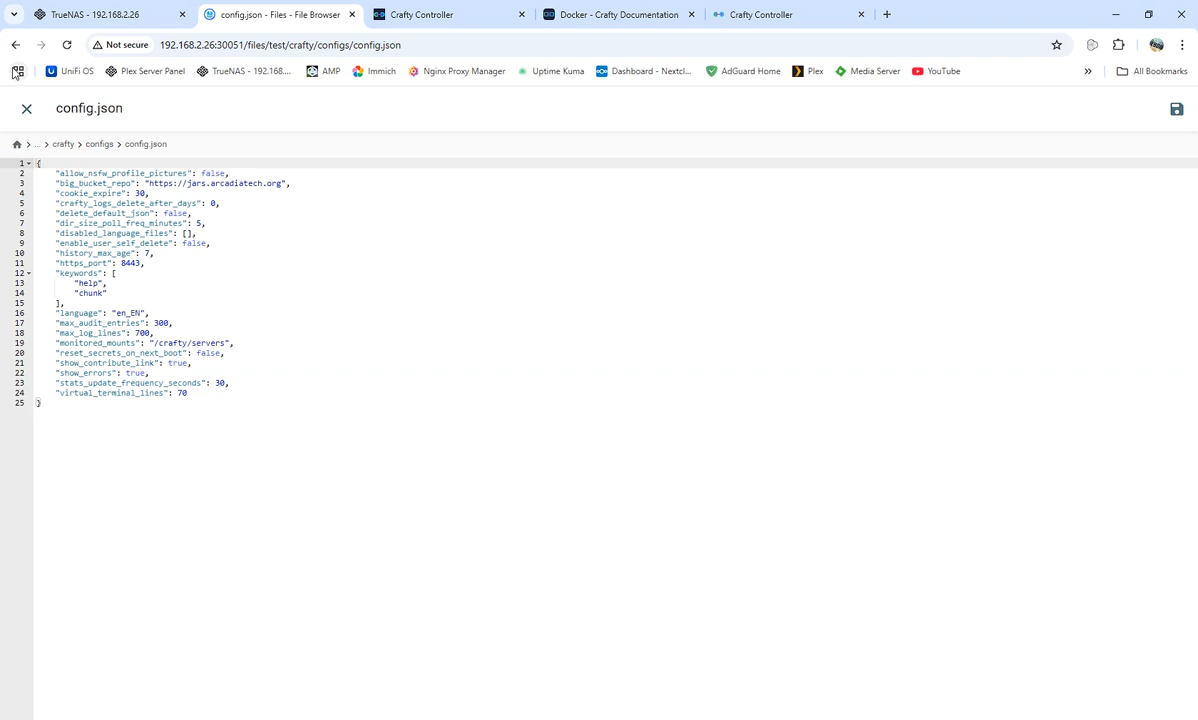 TrueNAS - 192.168.2.26
config.json - Files - File Browser
Crafty Controller
Docker - Crafty Documentation
Crafty Controller
Not secure
192.168.2.26:30051/files/test/crafty/configs/config.json
UniFi OS
Plex Server Panel
TrueNAS - 192.168....
AMP
Immich
Nginx Proxy Manager
Uptime Kuma
Dashboard - Nextcl...
AdGuard Home
Plex
Media Server
YouTube
»
All Bookmarks
config.json
... > crafty > configs > config.json
1 {
2 "allow_nsfw_profile_pictures": false,
3 "big_bucket_repo": "https://jars.arcadiatech.org",
4 "cookie_expire": 30,
5 "crafty_logs_delete_after_days": 0,
6 "delete_default_json": false,
7 "dir_size_poll_freq_minutes": 5,
8 "disabled_language_files": [],
9 "enable_user_self_delete": false,
10 "history_max_age": 7,
11 "https_port": 8443,
12 "keywords": [
13 "help",
14 "chunk"
15 ],
16 "language": "en_EN",
17 "max_audit_entries": 300,
18 "max_log_lines": 700,
19 "monitored_mounts": "/crafty/servers",
20 "reset_secrets_on_next_boot": false,
21 "show_contribute_link": true,
22 "show_errors": true,
23 "stats_update_frequency_seconds": 30,
24 "virtual_terminal_lines": 70
25 }